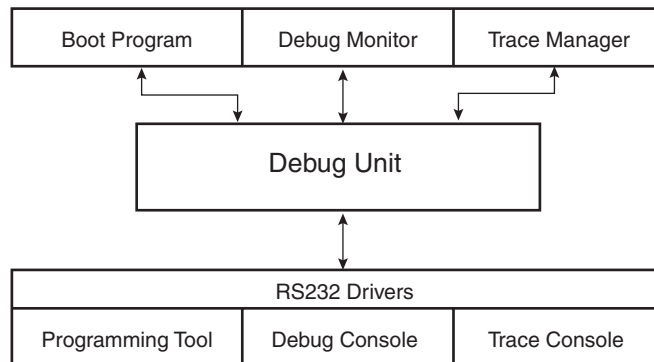 Boot Program
Debug Monitor
Trace Manager
Debug Unit
RS232 Drivers
Programming Tool
Debug Console
Trace Console